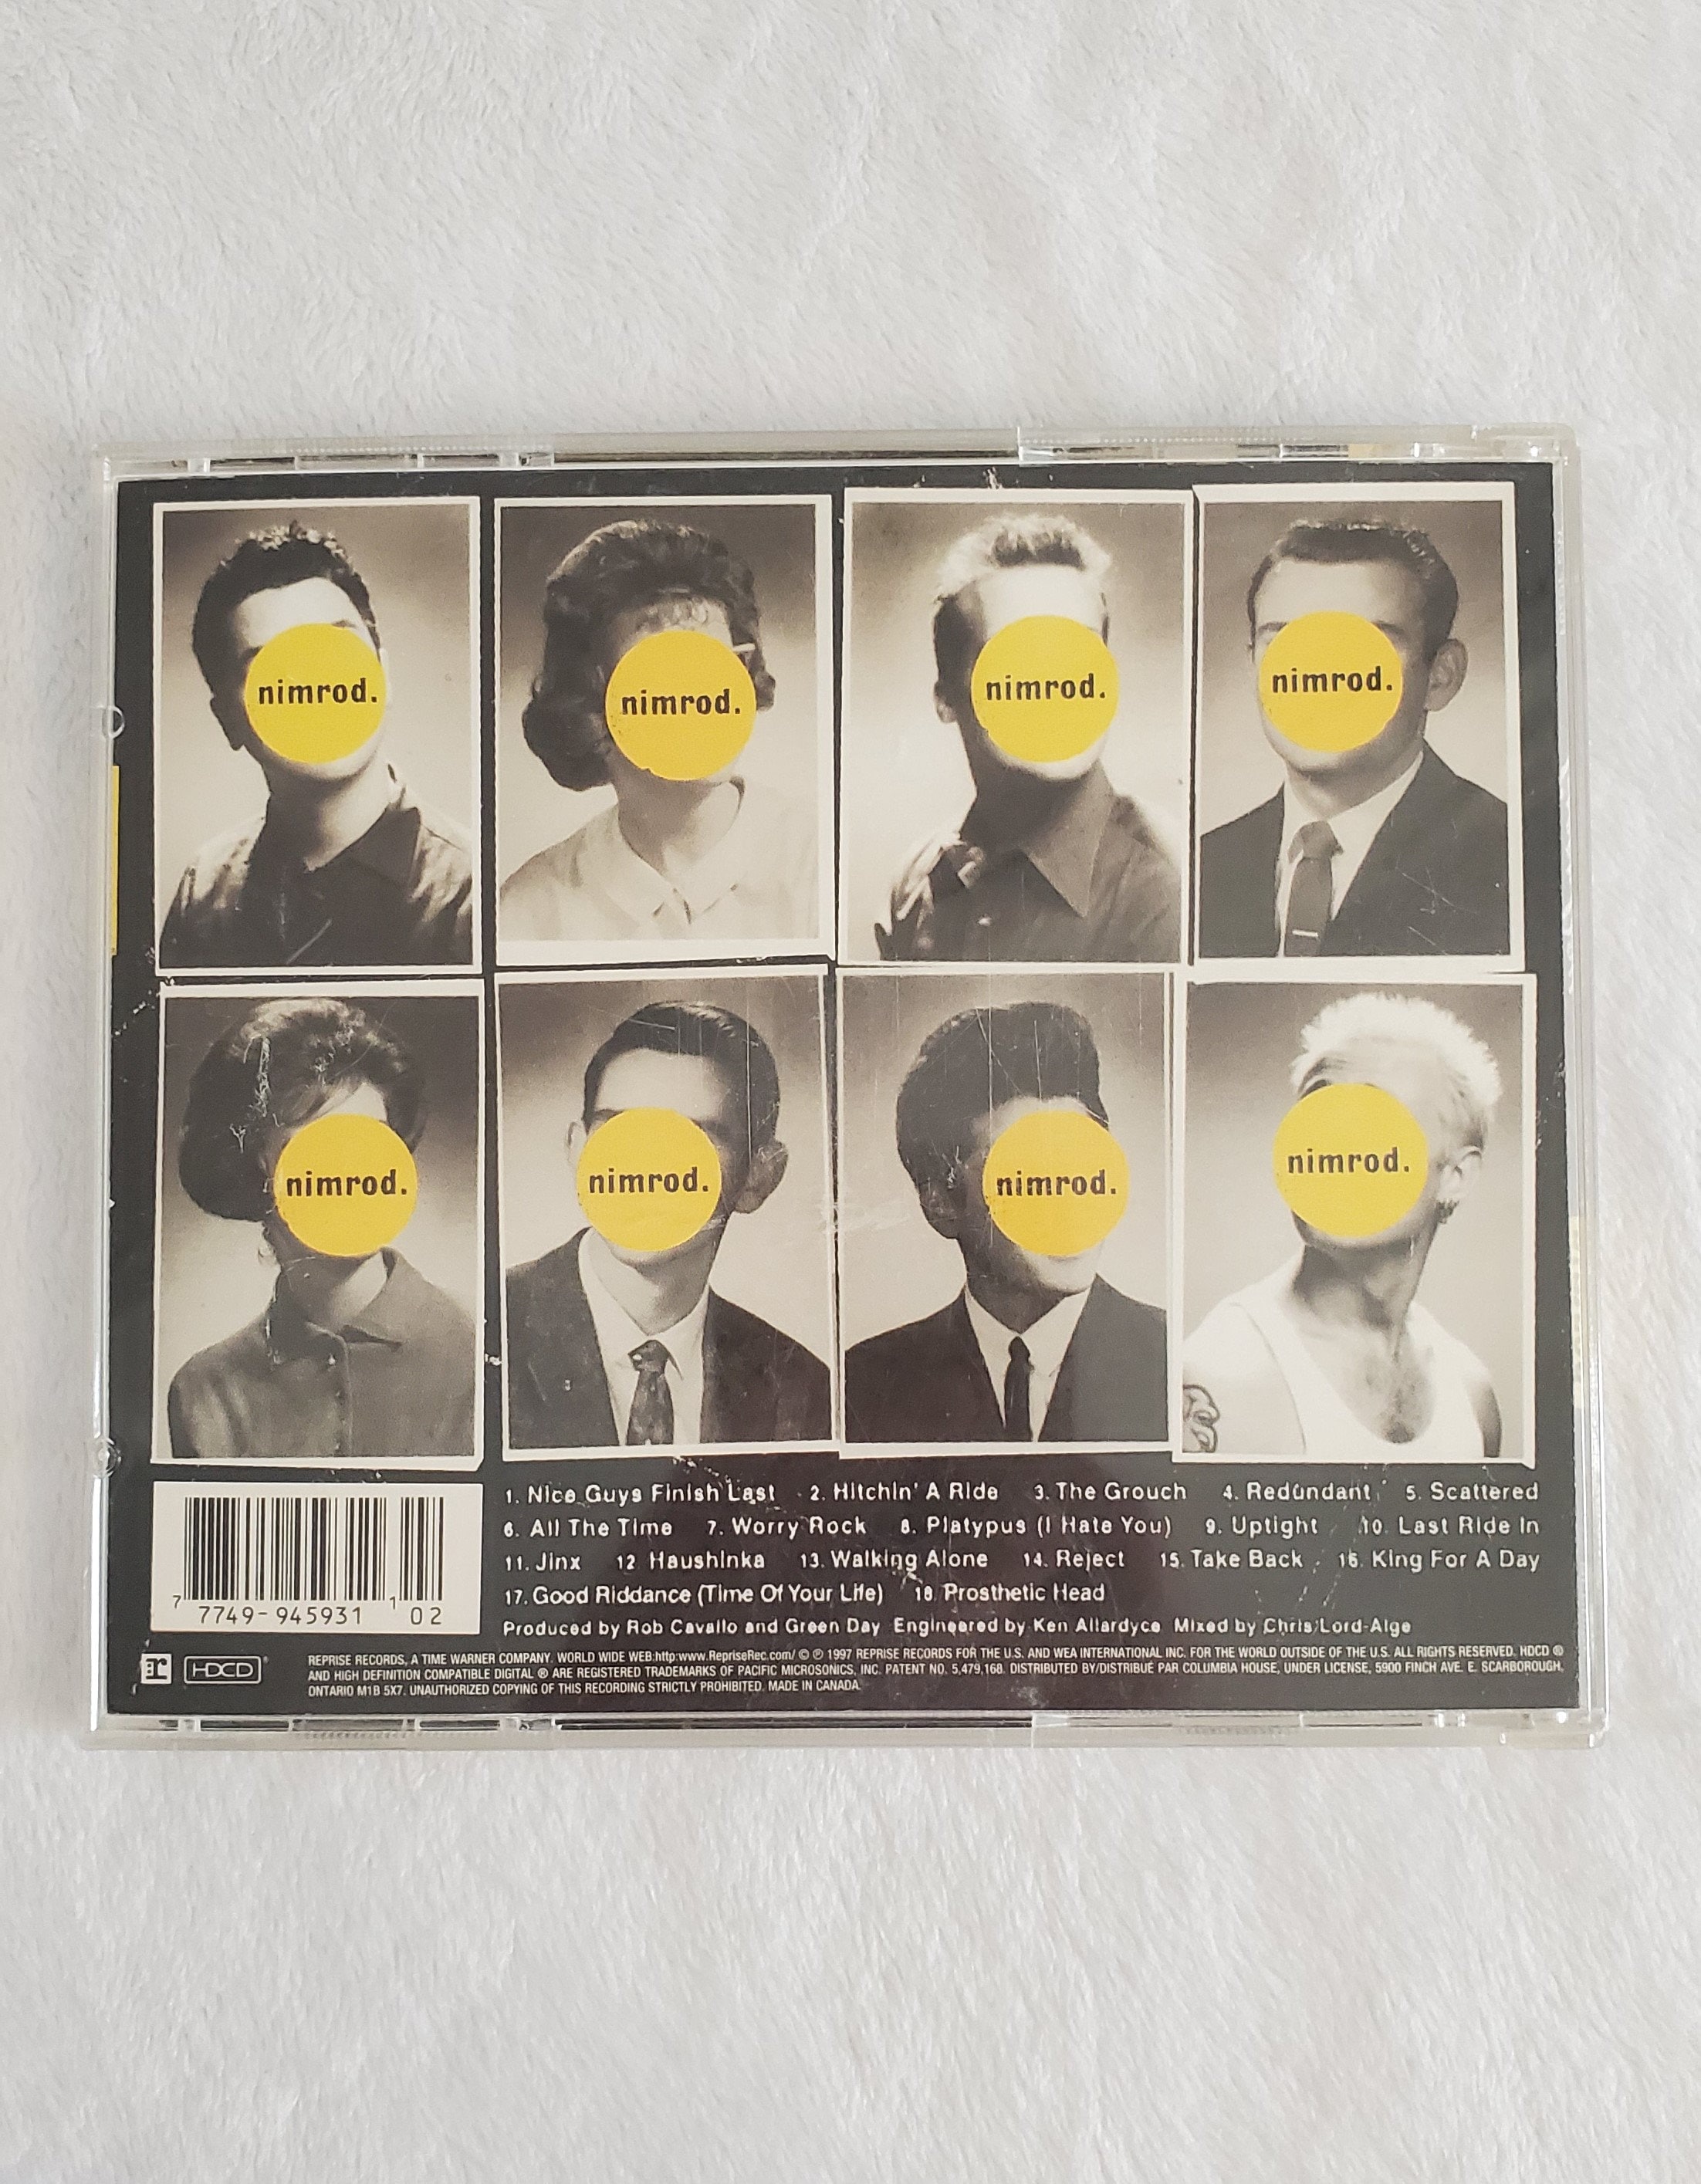 nimrod.
nimrod.
nimrod.
nimrod.
nimrod.
nimrod.
nimrod.
nimrod.
1. Nice Guys Finish Last 2. Hitchin' A Ride 3. The Grouch 4. Redundant 5. Scattered
6. All The Time 7. Worry Rock 8. Platypus (I Hate You) 9. Uptight 10. Last Ride In
11. Jinx 12 Haushinka 13. Walking Alone 14. Reject 15. Take Back 16. King For A Day
17. Good Riddance (Time Of Your Life) 18 Prosthetic Head
Produced by Rob Cavallo and Green Day Engineered by Ken Allardyce Mixed by Chris Lord-Alge
7 7749-945931 1 02
r HDCD®
REPRISE RECORDS, A TIME WARNER COMPANY. WORLD WIDE WEB:http:www.RepriseRec.com/ © ℗ 1997 REPRISE RECORDS FOR THE U.S. AND WEA INTERNATIONAL INC. FOR THE WORLD OUTSIDE OF THE U.S. ALL RIGHTS RESERVED. HDCD ®
AND HIGH DEFINITION COMPATIBLE DIGITAL ® ARE REGISTERED TRADEMARKS OF PACIFIC MICROSONICS, INC. PATENT NO. 5,479,168. DISTRIBUTED BY/DISTRIBUÉ PAR COLUMBIA HOUSE, UNDER LICENSE, 5900 FINCH AVE. E. SCARBOROUGH,
ONTARIO M1B 5X7. UNAUTHORIZED COPYING OF THIS RECORDING STRICTLY PROHIBITED. MADE IN CANADA.